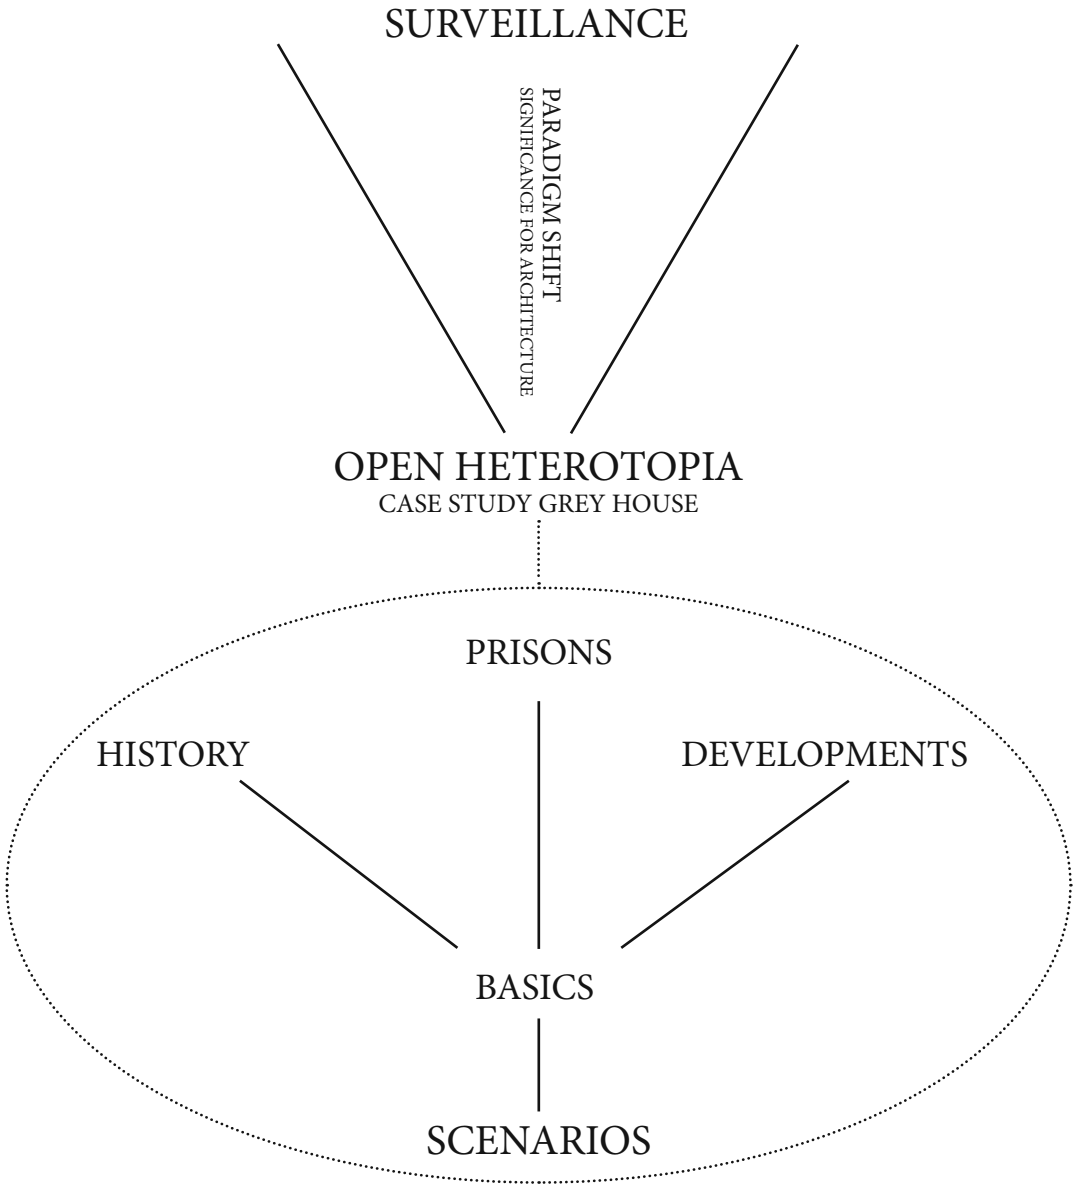 SURVEILLANCE
PARADIGM SHIFT
SIGNIFICANCE FOR ARCHITECTURE
OPEN HETEROTOPIA
CASE STUDY GREY HOUSE
PRISONS
HISTORY
DEVELOPMENTS
BASICS
SCENARIOS